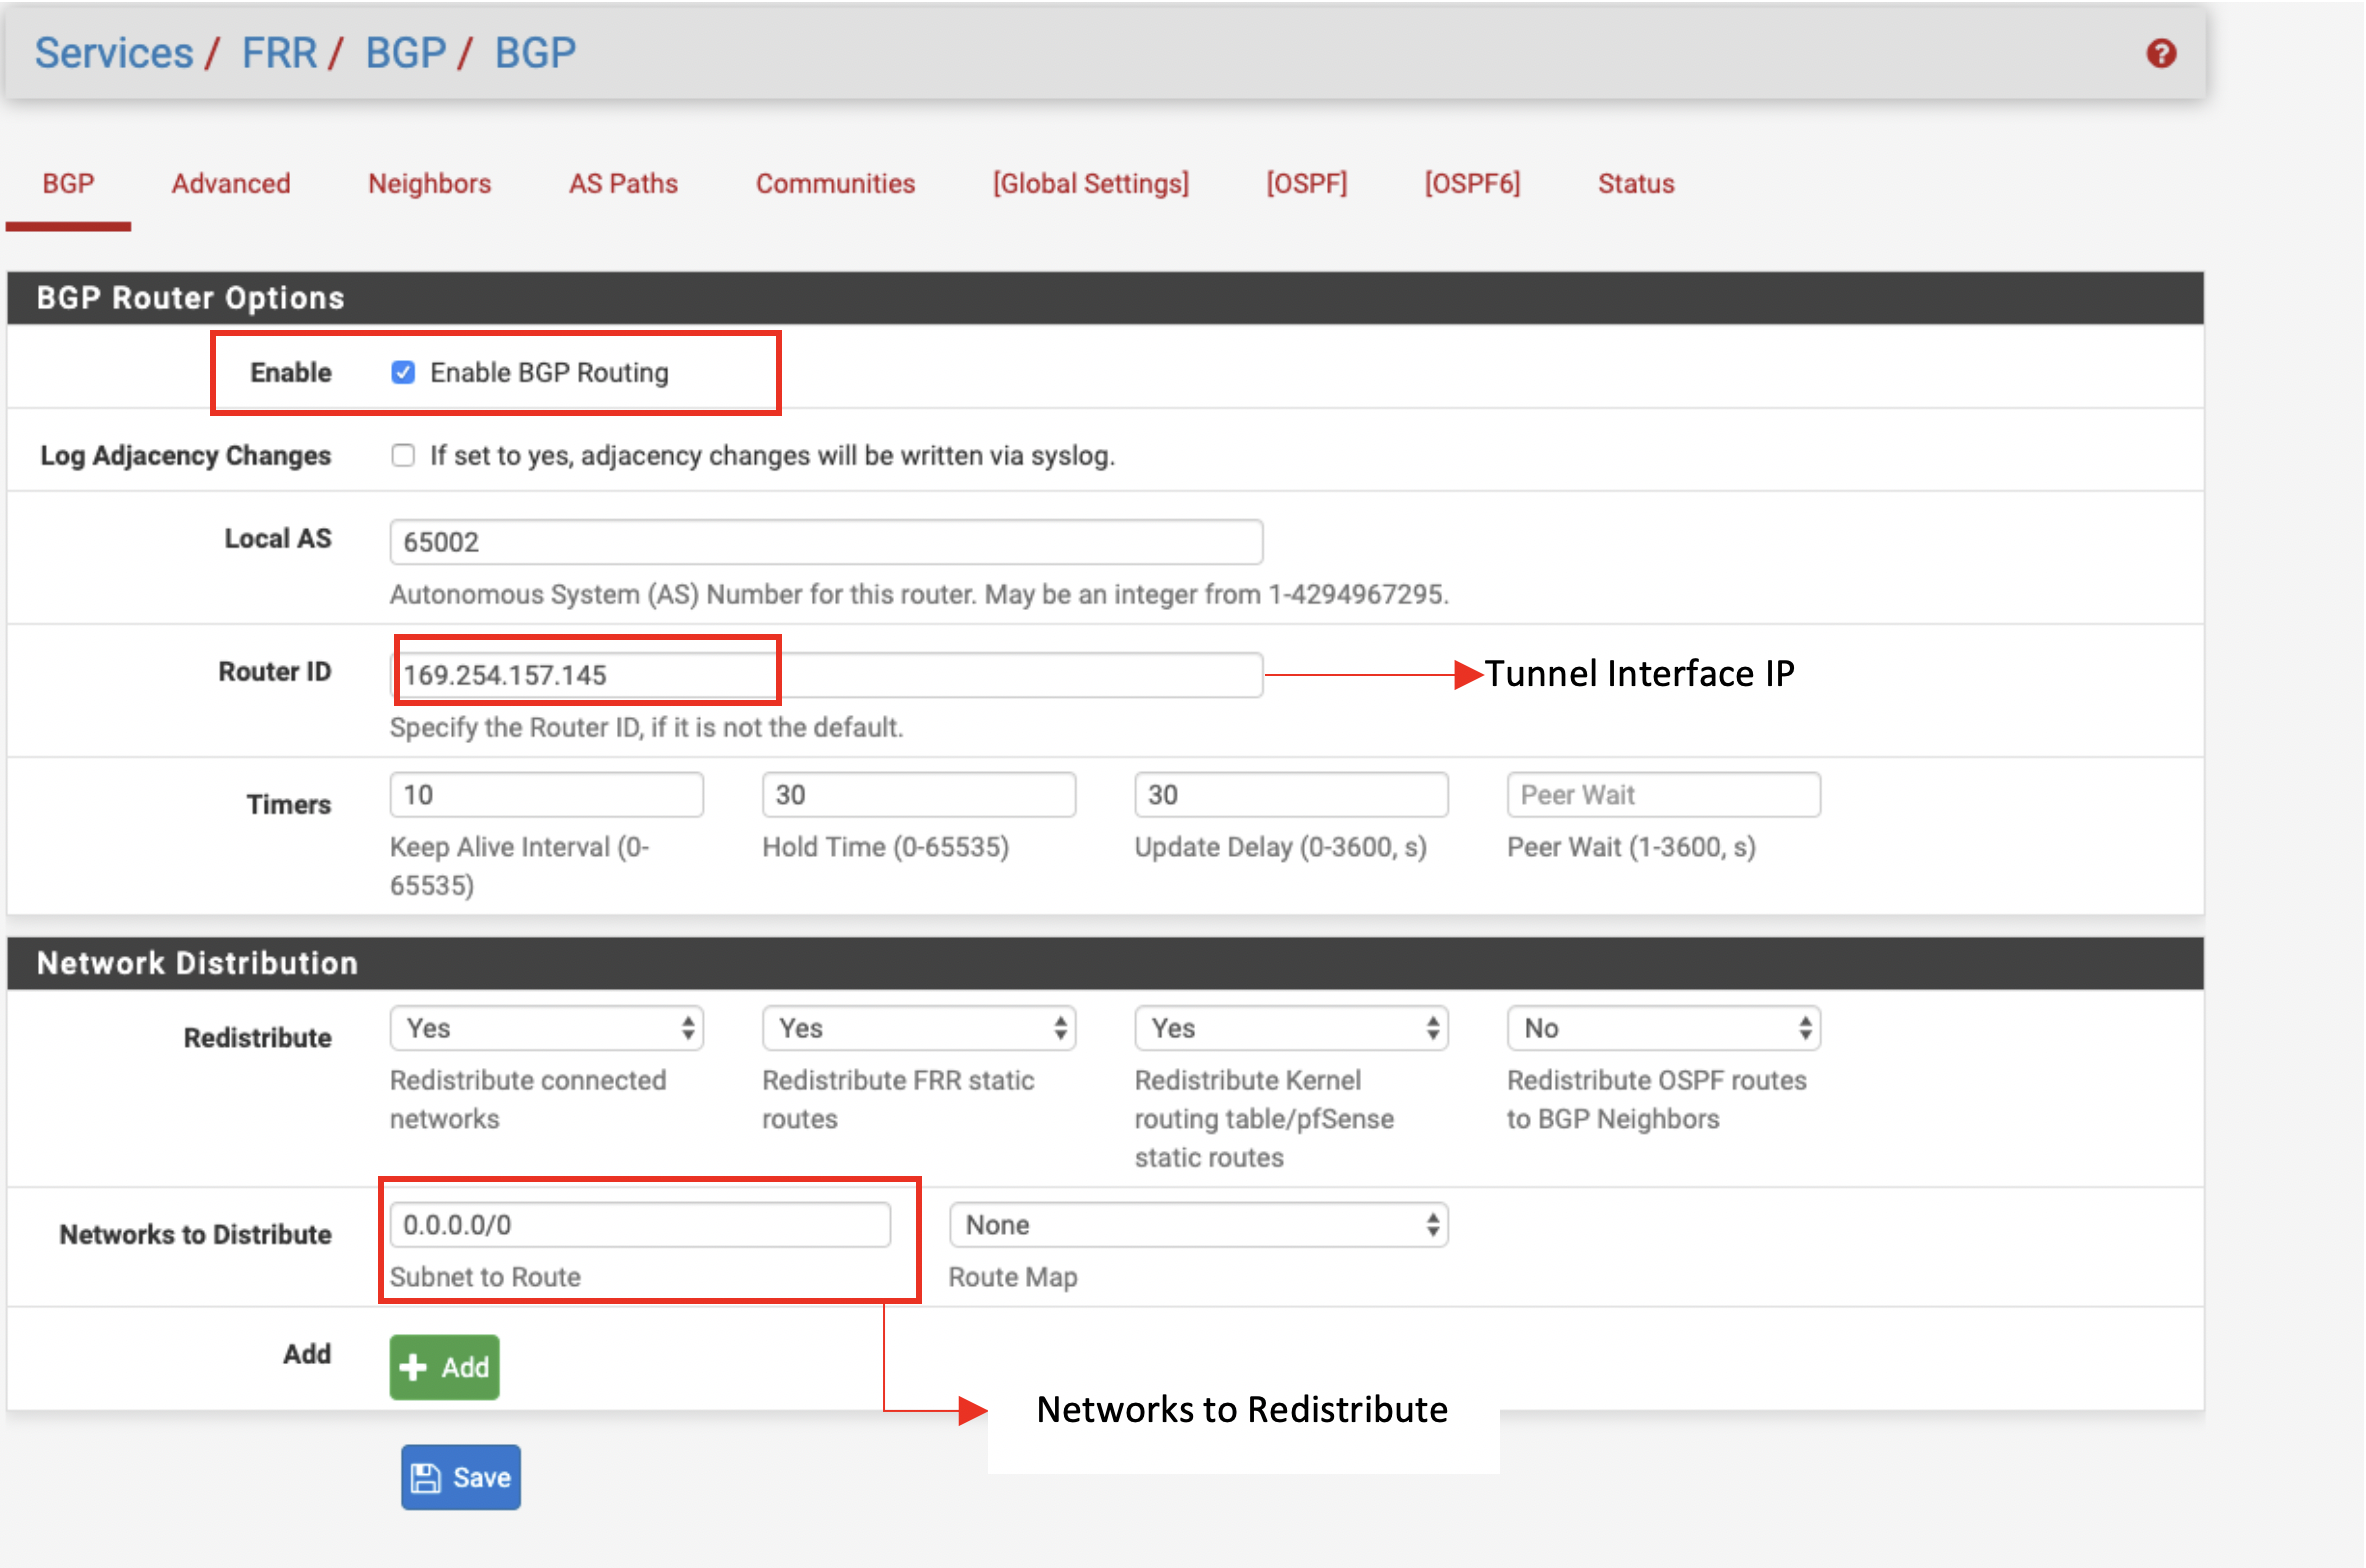 Services / FRR / BGP / BGP
BGP Advanced Neighbors AS Paths Communities [Global Settings] [OSPF] [OSPF6] Status
BGP Router Options
Enable Enable BGP Routing
Log Adjacency Changes If set to yes, adjacency changes will be written via syslog.
Local AS 65002
Autonomous System (AS) Number for this router. May be an integer from 1-4294967295.
Router ID 169.254.157.145 Tunnel Interface IP
Specify the Router ID, if it is not the default.
Timers 10 30 30 Peer Wait
Keep Alive Interval (0- Hold Time (0-65535) Update Delay (0-3600, s) Peer Wait (1-3600, s)
65535)
Network Distribution
Redistribute Yes Yes Yes No
Redistribute connected Redistribute FRR static Redistribute Kernel Redistribute OSPF routes
networks routes routing table/pfSense to BGP Neighbors
static routes
Networks to Distribute 0.0.0.0/0 None
Subnet to Route Route Map
Add Add
Networks to Redistribute
Save